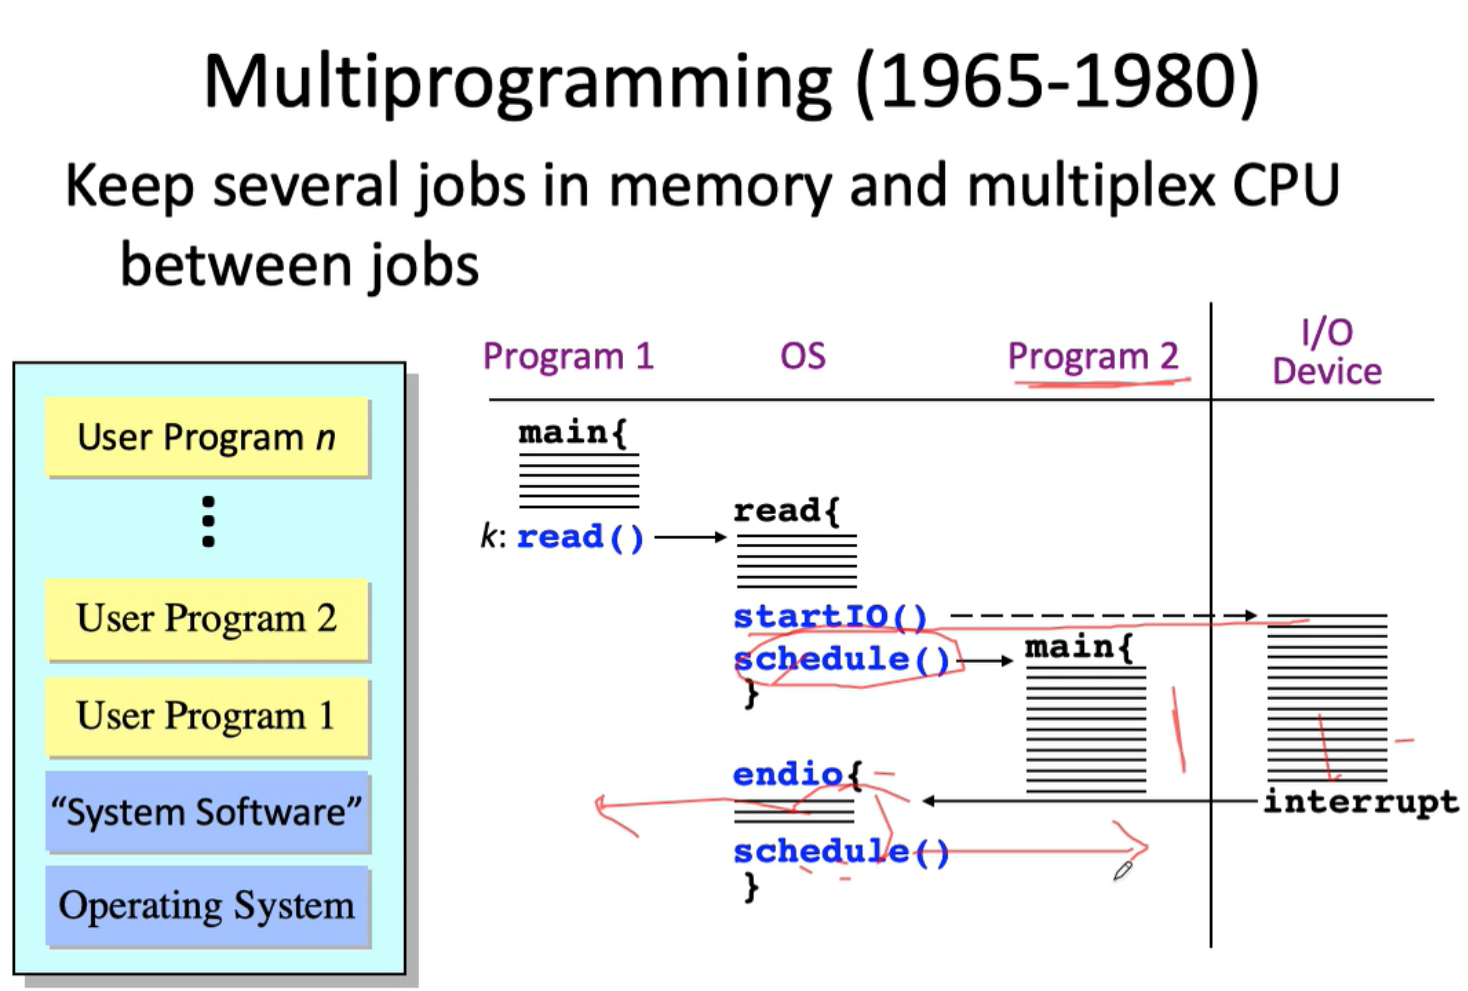 Multiprogramming (1965-1980)
Keep several jobs in memory and multiplex CPU
between jobs
User Program n
User Program 2
User Program 1
“System Software”
Operating System
Program 1
OS
Program 2
I/O
Device
main{
k: read()
read{
startIO()
schedule()
}
main{
endio{
interrupt
schedule()
}